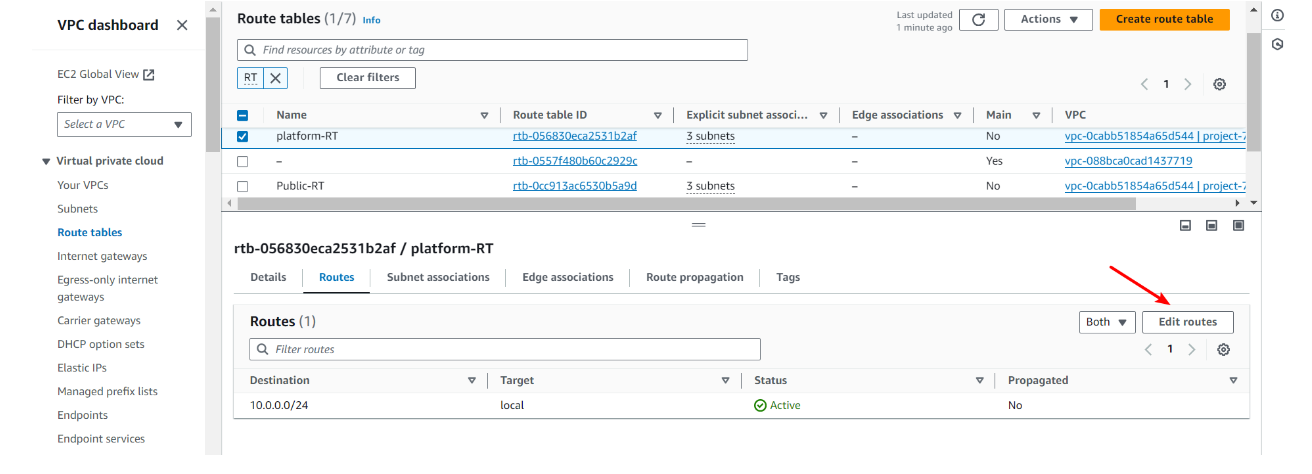 VPC dashboard
EC2 Global View
Filter by VPC:
Select a VPC
Virtual private cloud
Your VPCs
Subnets
Route tables
Internet gateways
Egress-only internet
gateways
Carrier gateways
DHCP option sets
Elastic IPs
Managed prefix lists
Endpoints
Endpoint services
Route tables (1/7) Info
Last updated
1 minute ago
Actions
Create route table
Find resources by attribute or tag
RT
Clear filters
1
Name Route table ID Explicit subnet associ... Edge associations Main VPC
platform-RT rtb-056830eca2531b2af 3 subnets – No vpc-0cabb51854a65d544 | project-7
– rtb-0557f480b60c2929c – – Yes vpc-088bca0cad1437719
Public-RT rtb-0cc913ac6530b5a9d 3 subnets – No vpc-0cabb51854a65d544 | project-7
rtb-056830eca2531b2af / platform-RT
Details Routes Subnet associations Edge associations Route propagation Tags
Routes (1)
Both
Edit routes
Filter routes
1
Destination Target Status Propagated
10.0.0.0/24 local Active No